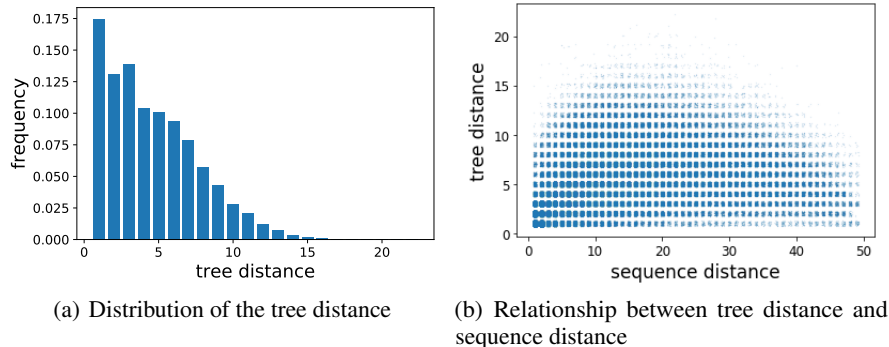 0.175
0.150
0.125
0.100
0.075
0.050
0.025
0.000
frequency
0 5 10 15 20
tree distance
(a) Distribution of the tree distance
20
15
10
5
0
tree distance
0 10 20 30 40 50
sequence distance
(b) Relationship between tree distance and
sequence distance